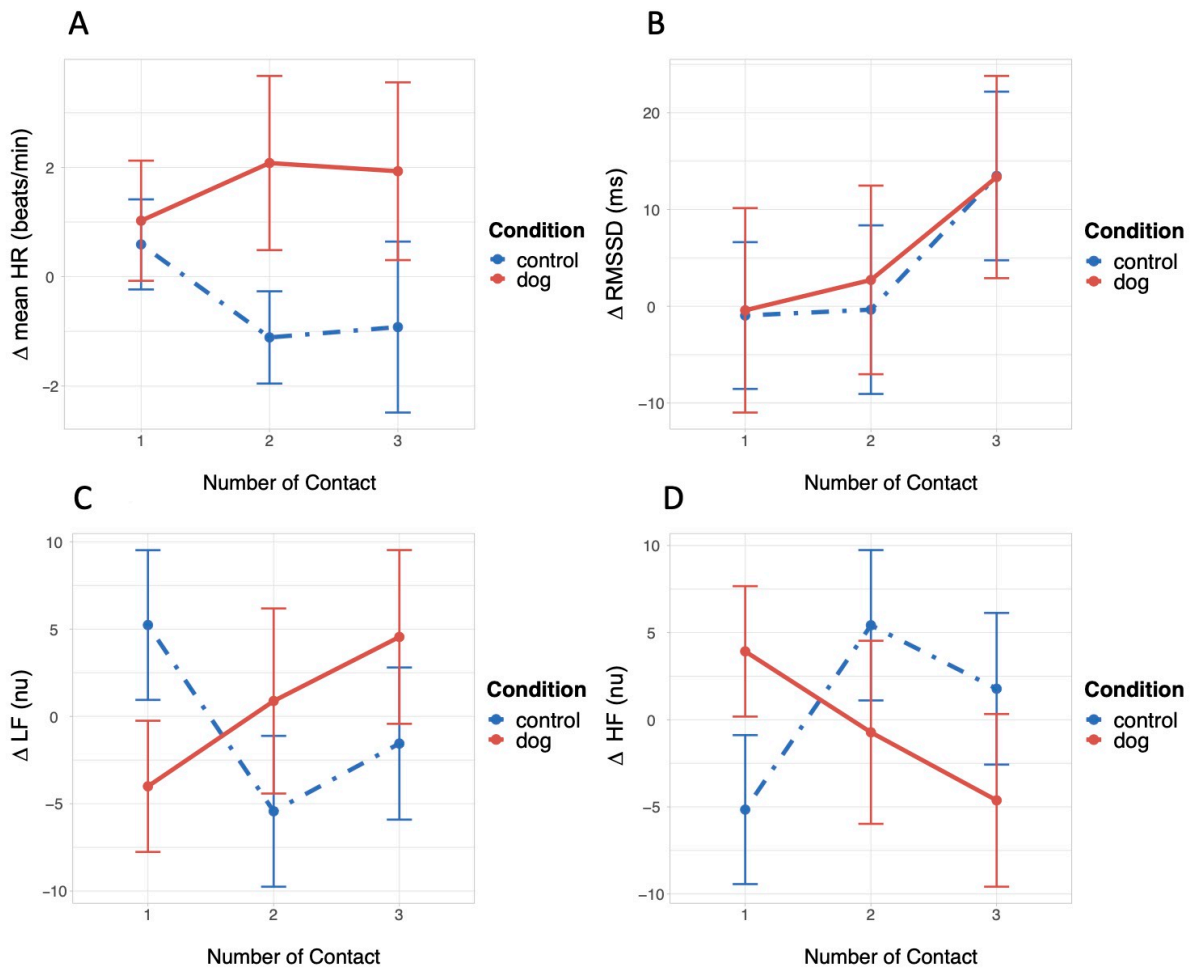 A
Δ mean HR (beats/min)
2
0
−2
1 2 3
Number of Contact
Condition
control
dog
B
Δ RMSSD (ms)
20
10
0
−10
1 2 3
Number of Contact
Condition
control
dog
C
Δ LF (nu)
10
5
0
−5
−10
1 2 3
Number of Contact
Condition
control
dog
D
Δ HF (nu)
10
5
0
−5
−10
1 2 3
Number of Contact
Condition
control
dog